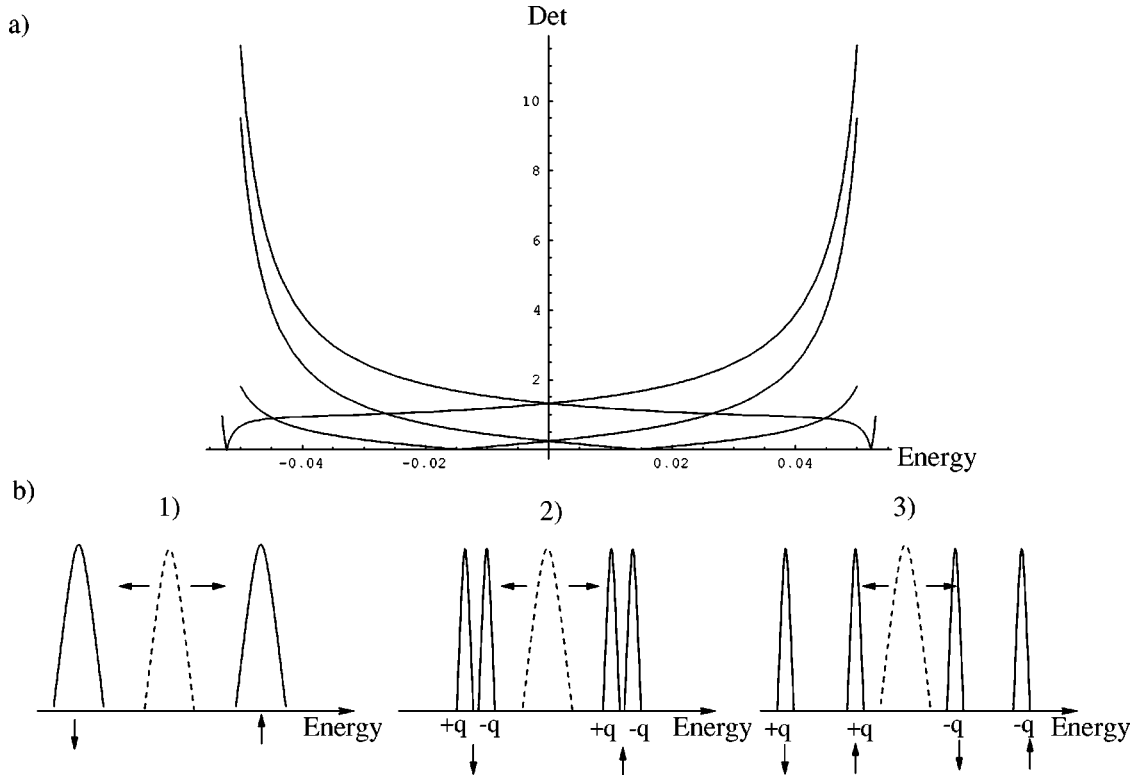 a)
Det
10
8
6
4
2
-0.04
-0.02
0.02
0.04
Energy
b)
1)
2)
3)
Energy
+q -q
+q -q
Energy
+q
+q
-q
-q
Energy